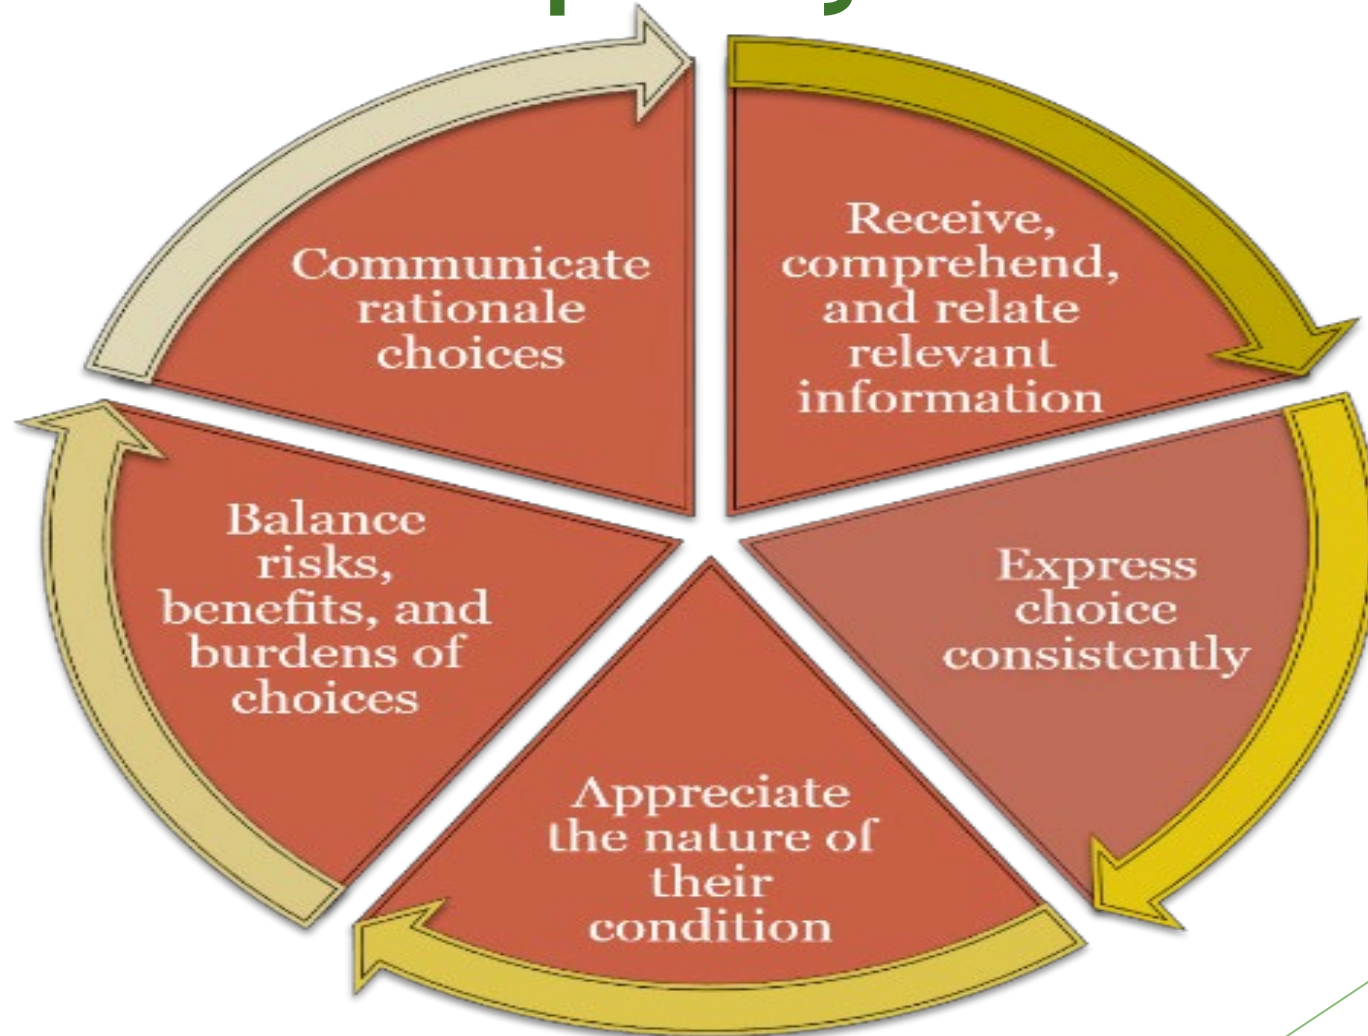 Receive,
comprehend,
and relate
relevant
information
Express
choice
consistently
Appreciate
the nature of
their
condition
Balance
risks,
benefits, and
burdens of
choices
Communicate
rationale
choices